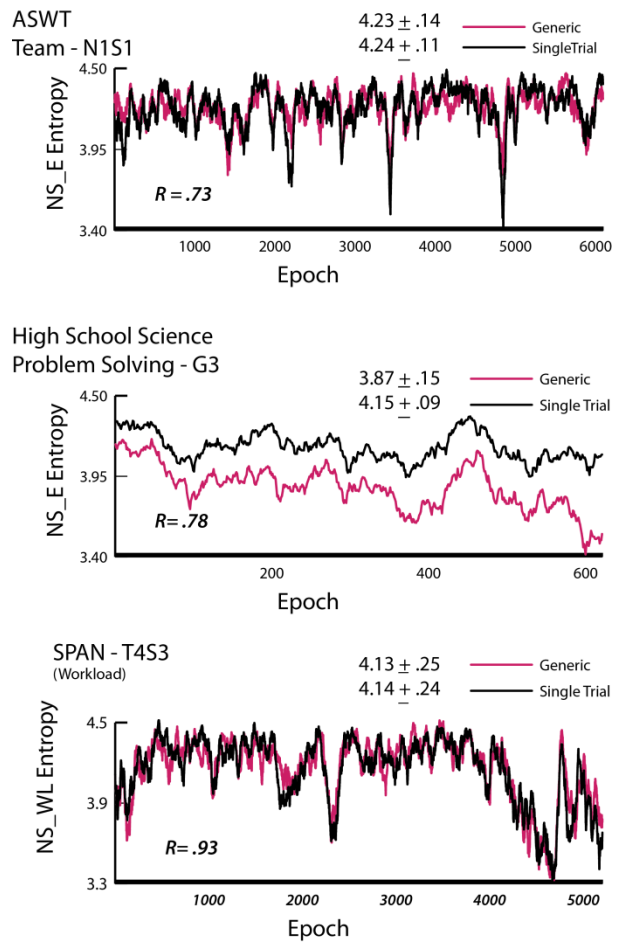 ASWT
Team - N1S1
4.23 ± .14
4.24 ± .11
Generic
SingleTrial
NS_E Entropy
4.50
3.95
3.40
R = .73
1000 2000 3000 4000 5000 6000
Epoch
High School Science
Problem Solving - G3
3.87 ± .15
4.15 ± .09
Generic
Single Trial
NS_E Entropy
4.50
3.95
3.40
R= .78
200 400 600
Epoch
SPAN - T4S3
(Workload)
4.13 ± .25
4.14 ± .24
Generic
Single Trial
NS_WL Entropy
4.5
3.9
3.3
R= .93
1000 2000 3000 4000 5000
Epoch